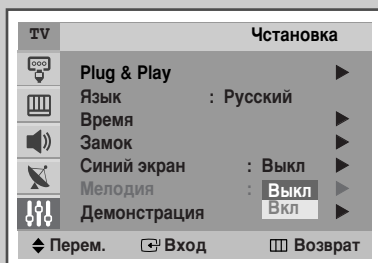 TV Чстановка
Plug & Play
Язык : Русский
Время
Замок
Синий экран : Выкл
Мелодия : Выкл
Вкл
Демонстрация
Перем. Вход Возврат